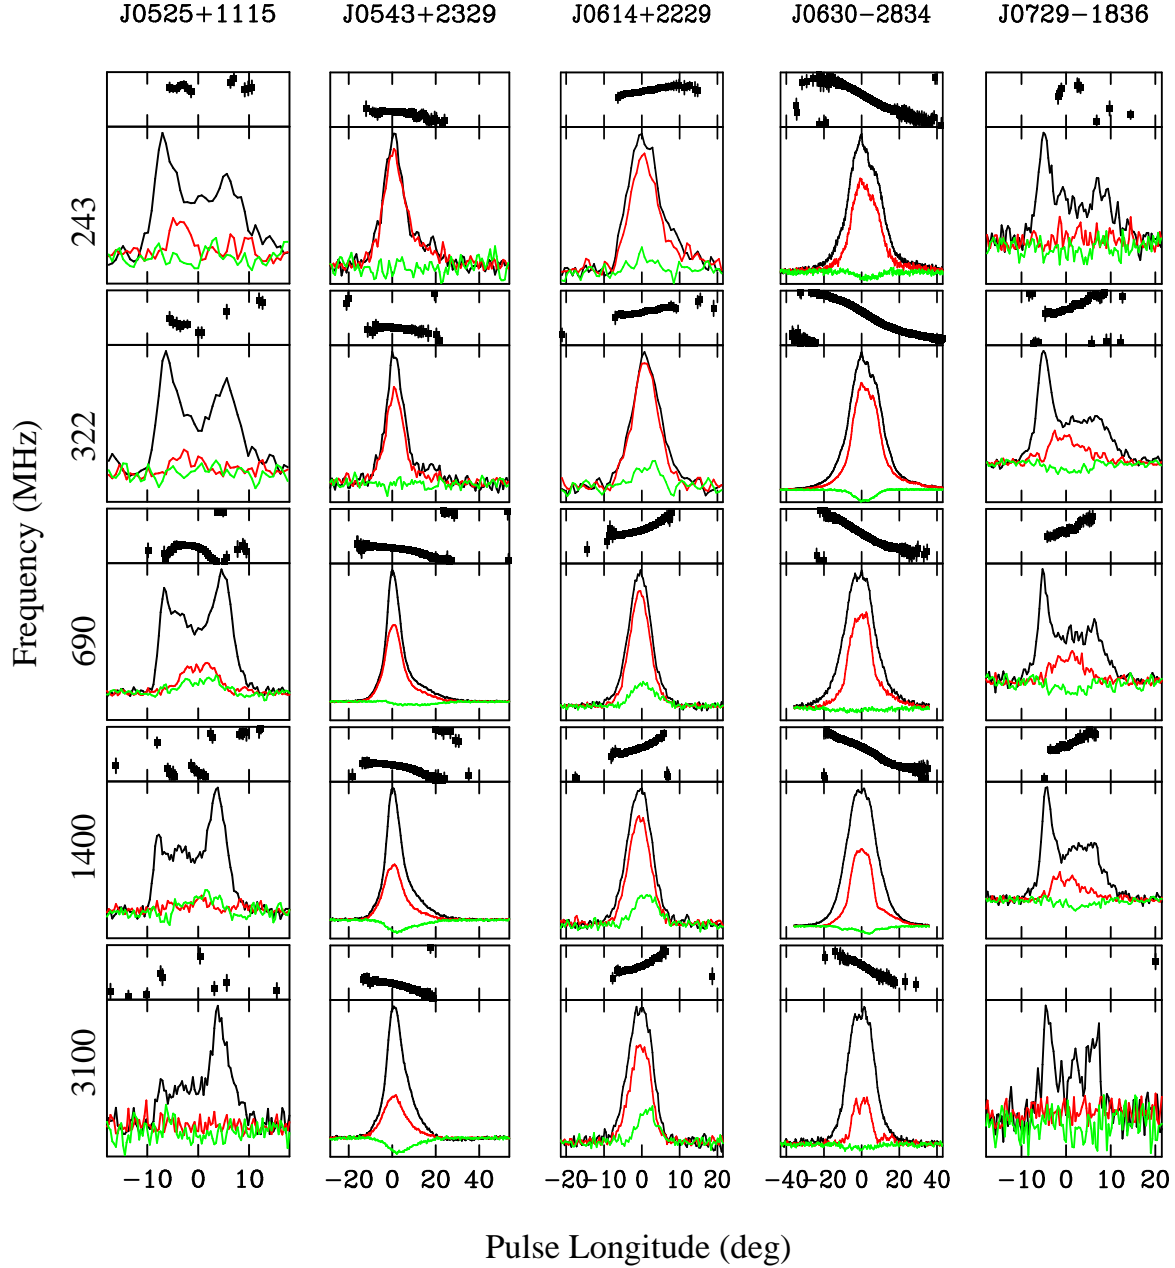 J0525+1115 J0543+2329 J0614+2229 J0630−2834 J0729−1836
Frequency (MHz)
243
322
690
1400
3100
−10 0 10 −20 0 20 40 −20 −10 0 10 20 −40 −20 0 20 40 −10 0 10 20
Pulse Longitude (deg)